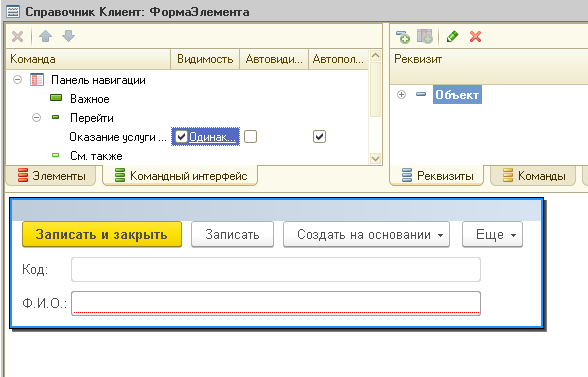 Справочник Клиент: ФормаЭлемента
Команда Видимость Автовиди... Автопол...
Реквизит
Панель навигации
Важное
Объект
Перейти
Оказание услуги ... Одинак...
См. также
Элементы Командный интерфейс Реквизиты Команды
Записать и закрыть Записать Создать на основании Еще
Код:
Ф.И.О.: